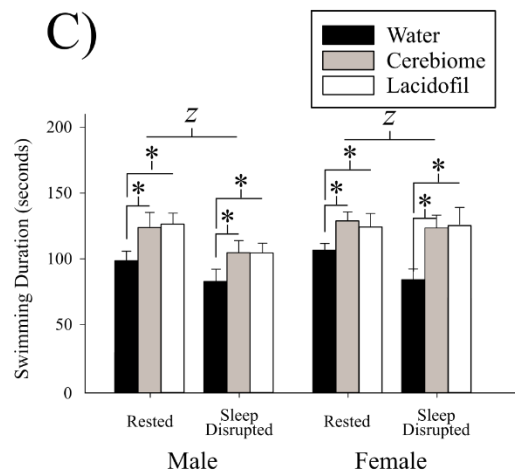 C)
Water
Cerebiome
Lacidofil
Swimming Duration (seconds)
200
150
100
50
0
z
z
*
*
*
*
*
*
*
*
Rested
Sleep
Disrupted
Rested
Sleep
Disrupted
Male
Female